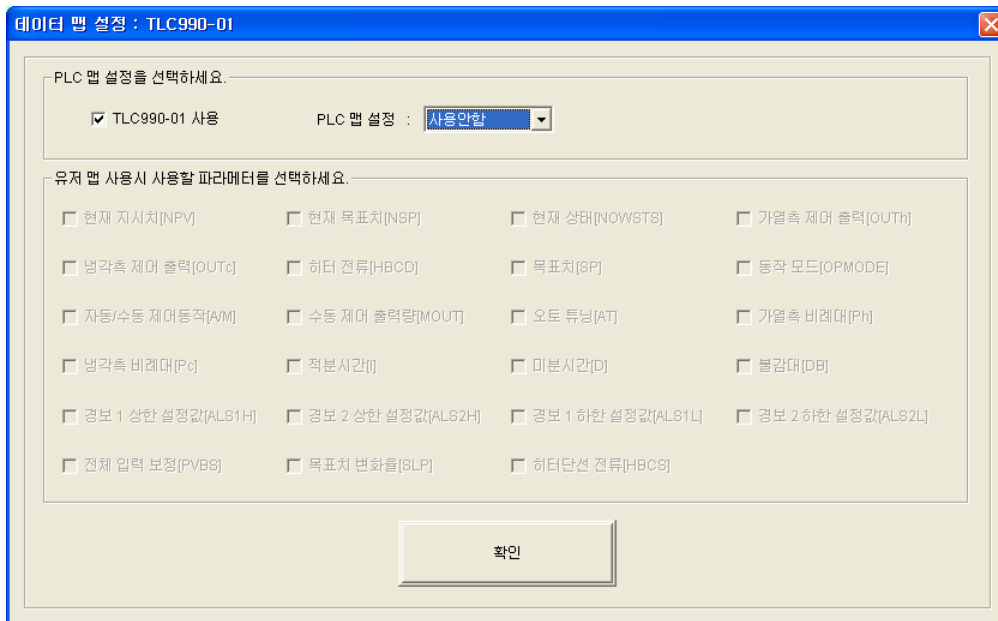 데이터 맵 설정 : TLC990-01
PLC 맵 설정을 선택하세요.
TLC990-01 사용 PLC 맵 설정 : 사용안함
유저 맵 사용시 사용할 파라메터를 선택하세요.
현재 지시치[NPV] 현재 목표치[NSP] 현재 상태[NOWSTS] 가열측 제어 출력[OUTh]
냉각측 제어 출력[OUTc] 히터 전류[HBCD] 목표치[SP] 동작 모드[OPMODE]
자동/수동 제어동작[A/M] 수동 제어 출력량[MOUT] 오토 튜닝[AT] 가열측 비례대[Ph]
냉각측 비례대[Pc] 적분시간[I] 미분시간[D] 불감대[DB]
경보 1 상한 설정값[ALS1H] 경보 2 상한 설정값[ALS2H] 경보 1 하한 설정값[ALS1L] 경보 2 하한 설정값[ALS2L]
전체 입력 보정[PVBS] 목표치 변화율[SLP] 히터단선 전류[HBCS]
확인